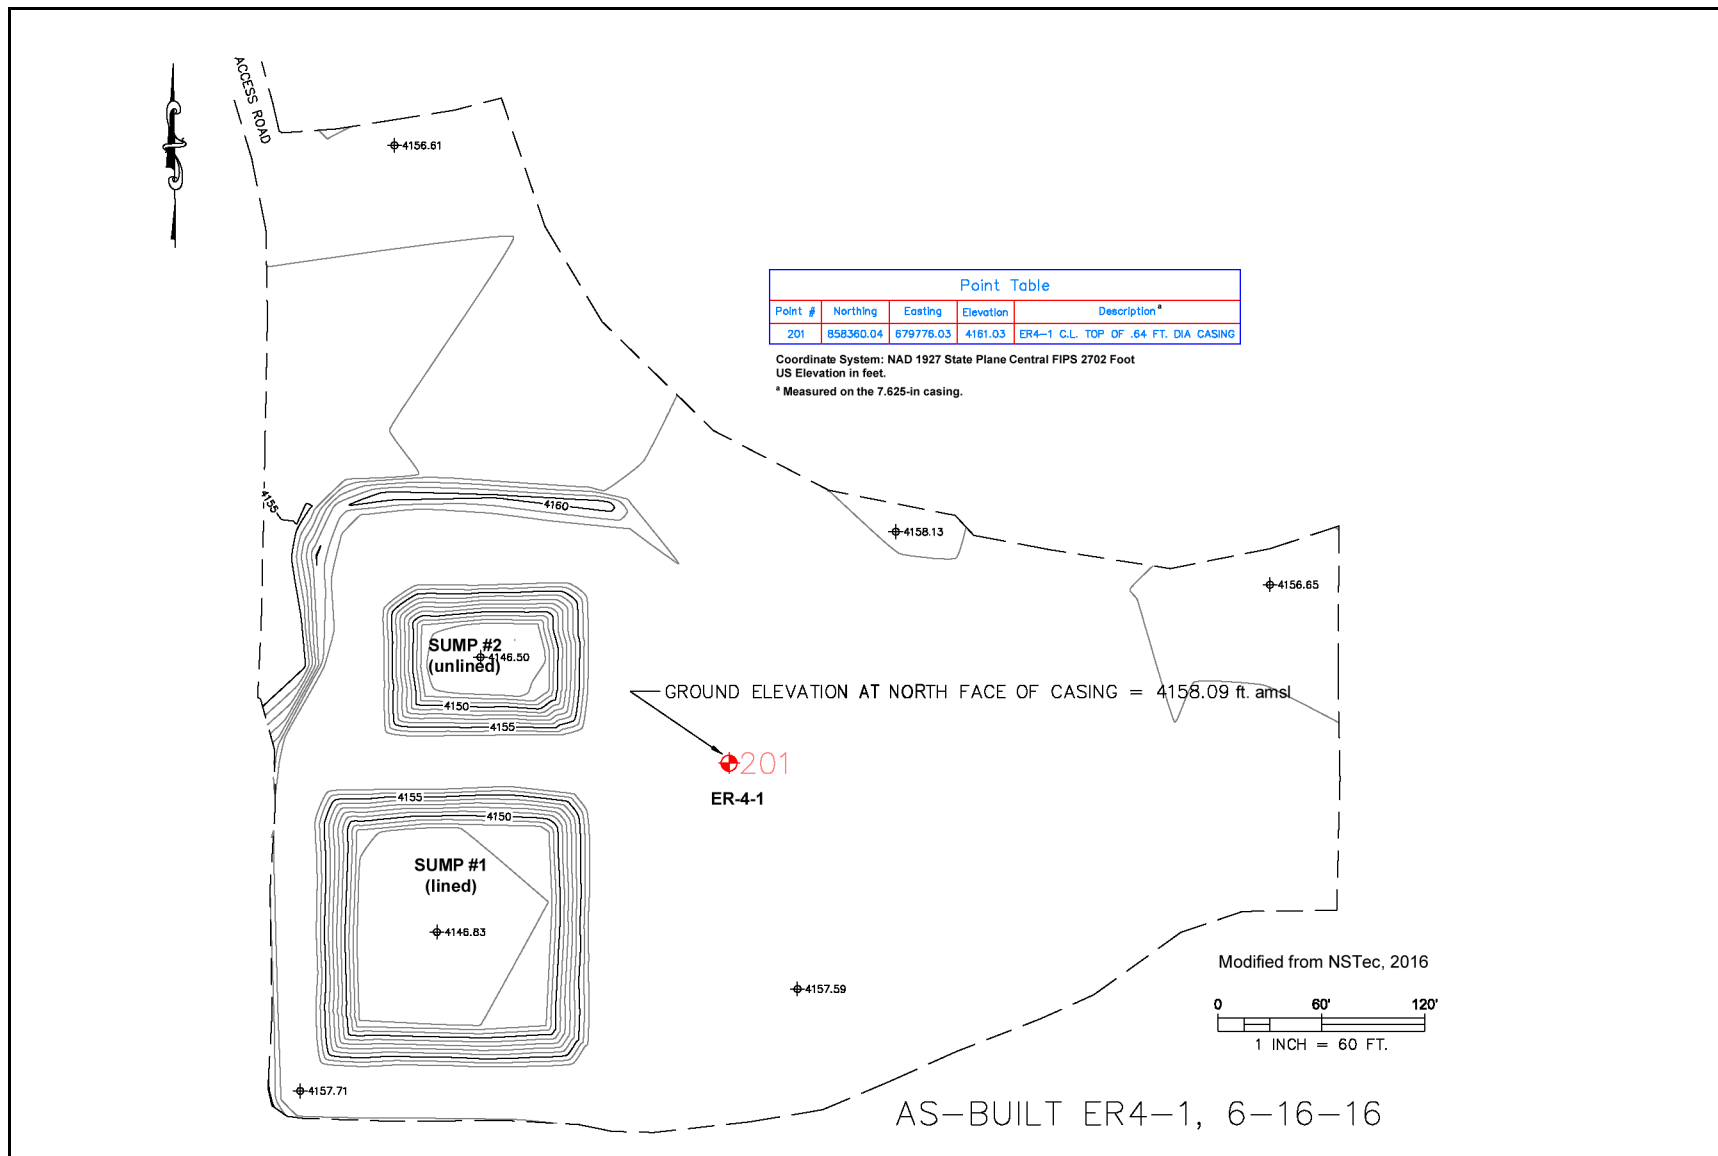 ACCESS ROAD
4156.61
Point Table
Point # Northing Easting Elevation Description a
201 858360.04 679776.03 4161.03 ER4-1 C.L. TOP OF .64 FT. DIA CASING
Coordinate System: NAD 1927 State Plane Central FIPS 2702 Foot
US Elevation in feet.
a Measured on the 7.625-in casing.
4155
4160
4158.13
4156.65
SUMP #2
4146.50
(unlined)
GROUND ELEVATION AT NORTH FACE OF CASING = 4158.09 ft. amsl
4150
4155
201
ER-4-1
4155
4150
SUMP #1
(lined)
4146.83
4157.59
Modified from NSTec, 2016
0 60' 120'
1 INCH = 60 FT.
4157.71
AS-BUILT ER4-1, 6-16-16